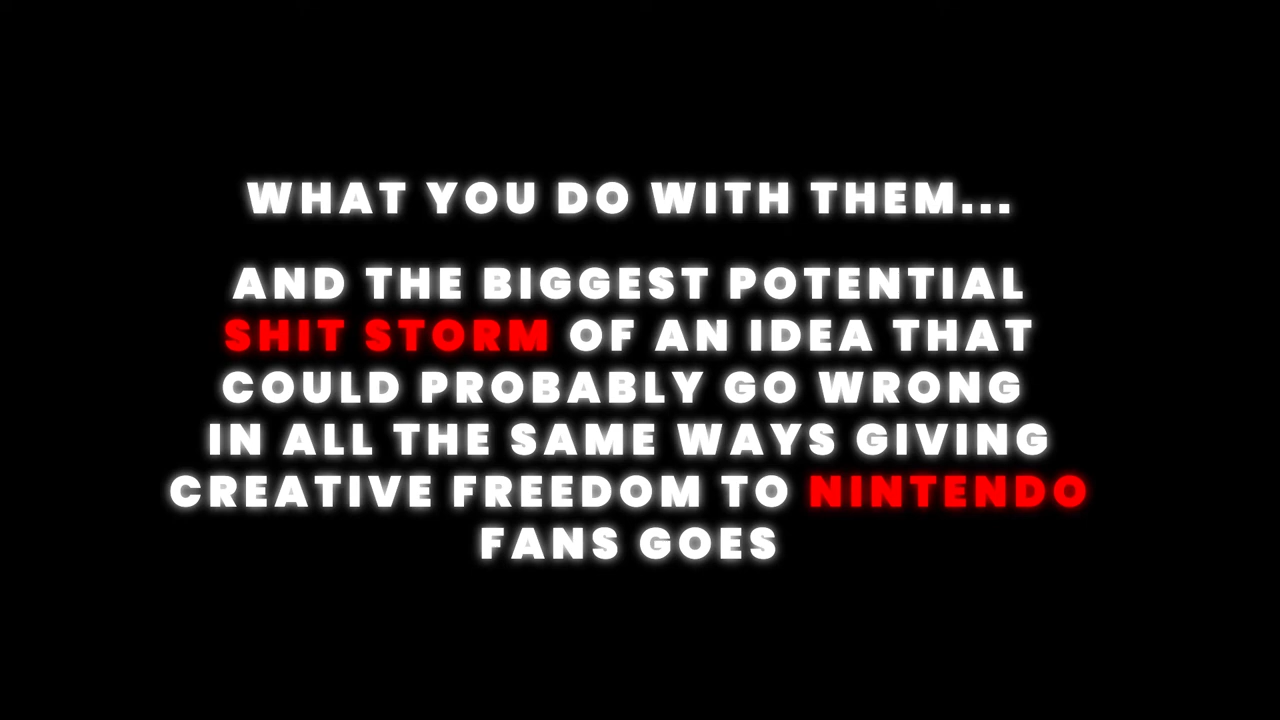 WHAT YOU DO WITH THEM...
AND THE BIGGEST POTENTIAL
SHIT STORM OF AN IDEA THAT
COULD PROBABLY GO WRONG
IN ALL THE SAME WAYS GIVING
CREATIVE FREEDOM TO NINTENDO
FANS GOES